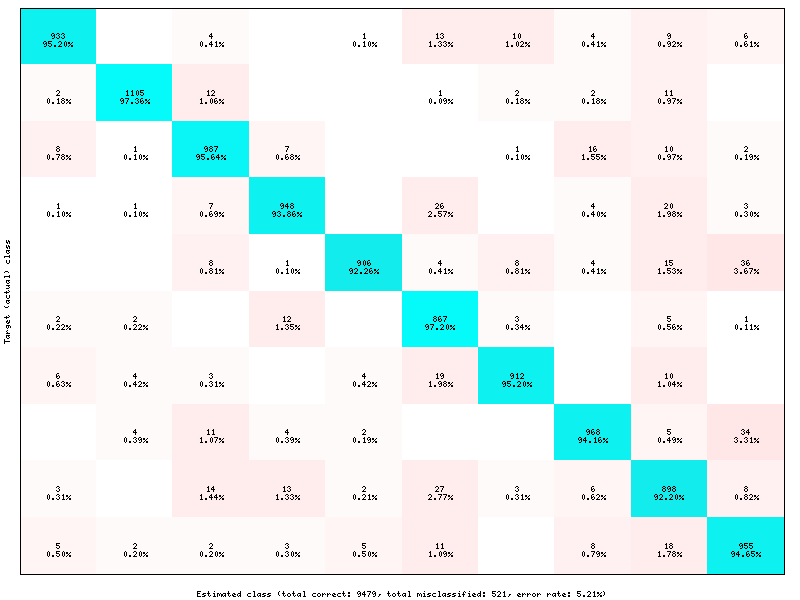 933 4 1 13 10 4 9 6
95.20% 0.41% 0.10% 1.33% 1.02% 0.41% 0.92% 0.61%
2 1105 12 1 2 2 11
0.18% 97.36% 1.06% 0.09% 0.18% 0.18% 0.97%
8 1 987 7 1 16 10 2
0.78% 0.10% 95.64% 0.68% 0.10% 1.55% 0.97% 0.19%
1 1 7 948 26 4 20 3
0.10% 0.10% 0.69% 93.86% 2.57% 0.40% 1.98% 0.30%
8 1 906 4 8 4 15 36
0.81% 0.10% 92.26% 0.41% 0.81% 0.41% 1.53% 3.67%
Target (actual) class
2 2 12 867 3 5 1
0.22% 0.22% 1.35% 97.20% 0.34% 0.56% 0.11%
6 4 3 4 19 912 10
0.63% 0.42% 0.31% 0.42% 1.98% 95.20% 1.04%
4 11 4 2 968 5 34
0.39% 1.07% 0.39% 0.19% 94.16% 0.49% 3.31%
3 14 13 2 27 3 6 898 8
0.31% 1.44% 1.33% 0.21% 2.77% 0.31% 0.62% 92.20% 0.82%
5 2 2 3 5 11 8 18 955
0.50% 0.20% 0.20% 0.30% 0.50% 1.09% 0.79% 1.78% 94.65%
Estimated class (total correct: 9479, total misclassified: 521, error rate: 5.21%)